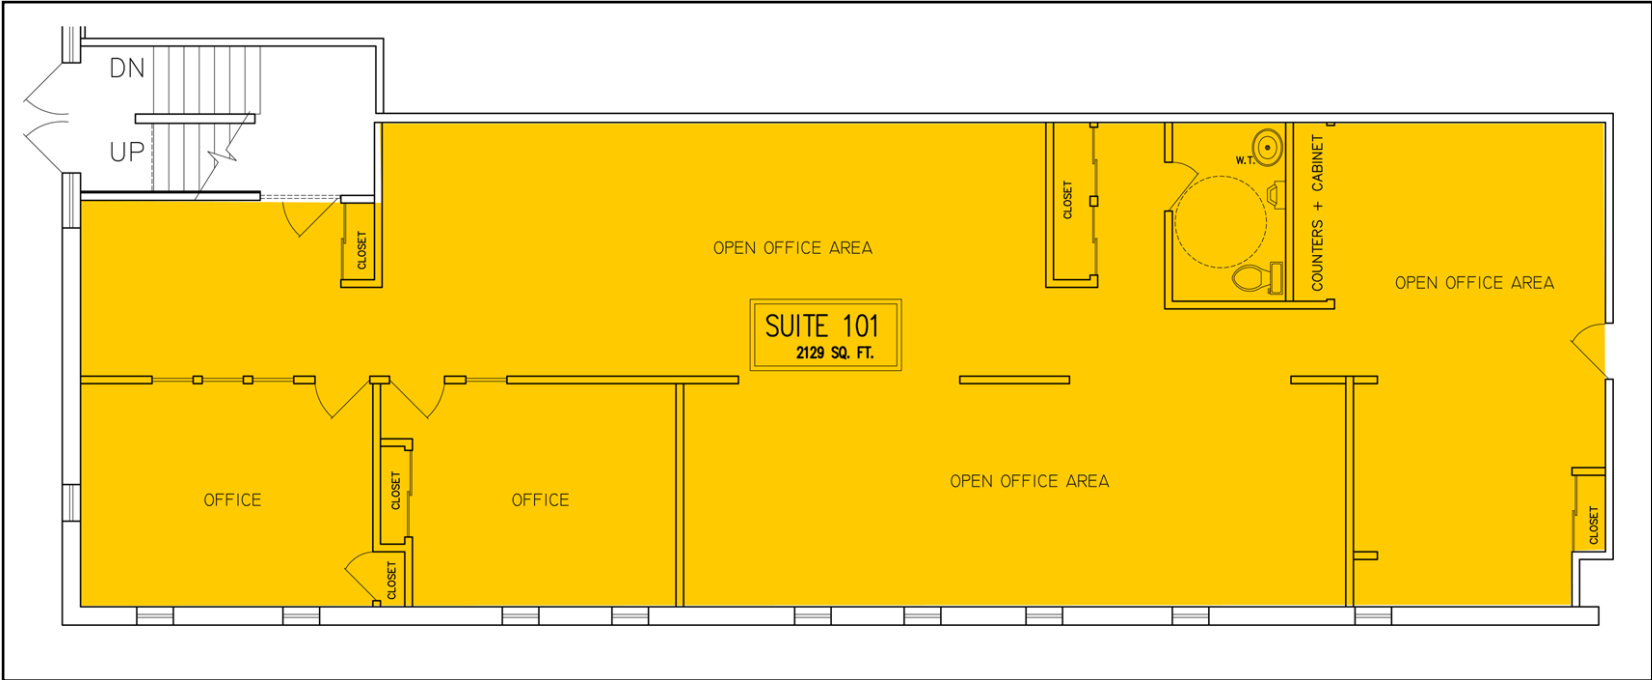 DN
UP
W.T.
CLOSET
CLOSET
COUNTERS + CABINET
OPEN OFFICE AREA
OPEN OFFICE AREA
SUITE 101
2129 SQ. FT.
OFFICE
CLOSET
OFFICE
OPEN OFFICE AREA
CLOSET
CLOSET